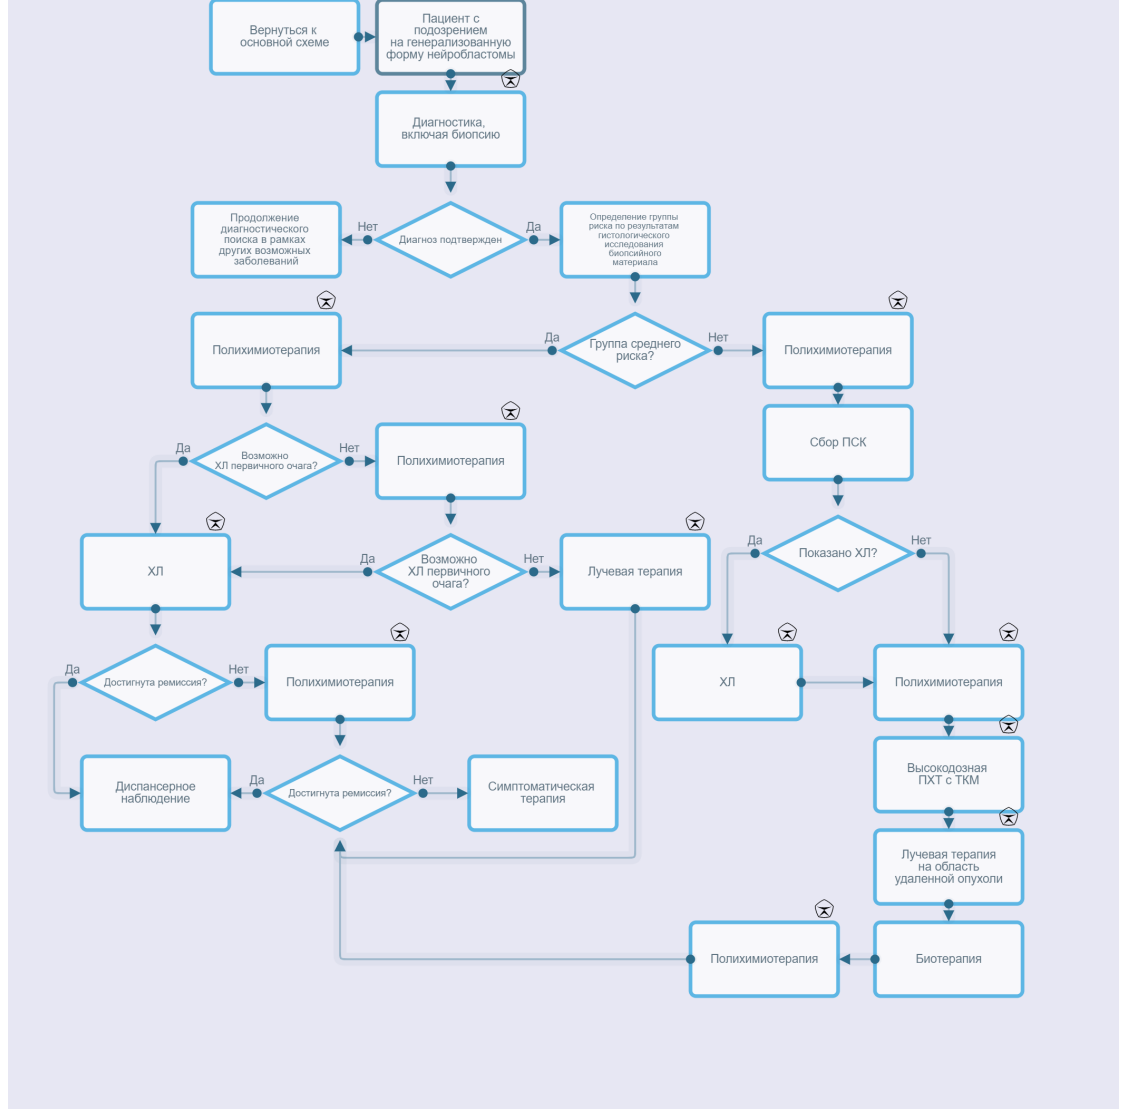 Вернуться к
основной схеме
Пациент с
подозрением
на генерализованную
форму нейробластомы
Диагностика,
включая биопсию
Продолжение
диагностического
поиска в рамках
других возможных
заболеваний
Нет
Диагноз подтвержден
Да
Определение группы
риска по результатам
гистологического
исследования
биопсийного
материала
Полихимиотерапия
Да
Группа среднего
риска?
Нет
Полихимиотерапия
Сбор ПСК
Да
Возможно
ХЛ первичного очага?
Нет
Полихимиотерапия
ХЛ
Да
Возможно
ХЛ первичного
очага?
Нет
Лучевая терапия
Да
Показано ХЛ?
Нет
Да
Достигнута ремиссия?
Нет
Полихимиотерапия
ХЛ
Полихимиотерапия
Диспансерное
наблюдение
Да
Достигнута ремиссия?
Нет
Симптоматическая
терапия
Высокодозная
ПХТ с ТКМ
Лучевая терапия
на область
удаленной опухоли
Полихимиотерапия
Биотерапия